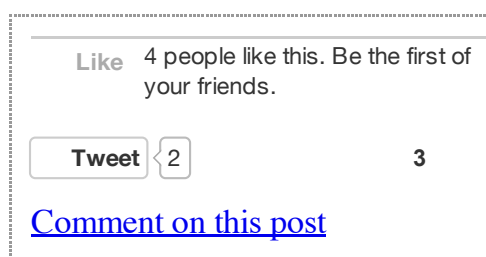 Like 4 people like this. Be the first of
your friends.
Tweet 2 3
Comment on this post